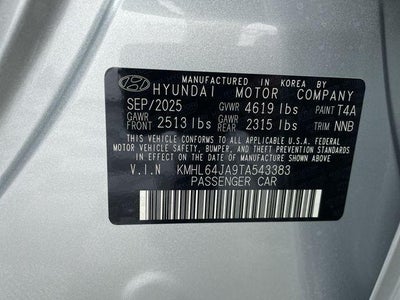 MANUFACTURED IN KOREA BY
HYUNDAI MOTOR COMPANY
SEP/2025 GVWR 4619 lbs PAINT T4A
GAWR FRONT 2513 lbs GAWR REAR 2315 lbs TRIM NNB
THIS VEHICLE CONFORMS TO ALL APPLICABLE U.S.A. FEDERAL
MOTOR VEHICLE SAFETY, BUMPER, AND THEFT PREVENTION
STANDARDS IN EFFECT ON THE DATE OF MANUFACTURE SHOWN ABOVE.
V.I.N KMHL64JA9TA543383
PASSENGER CAR